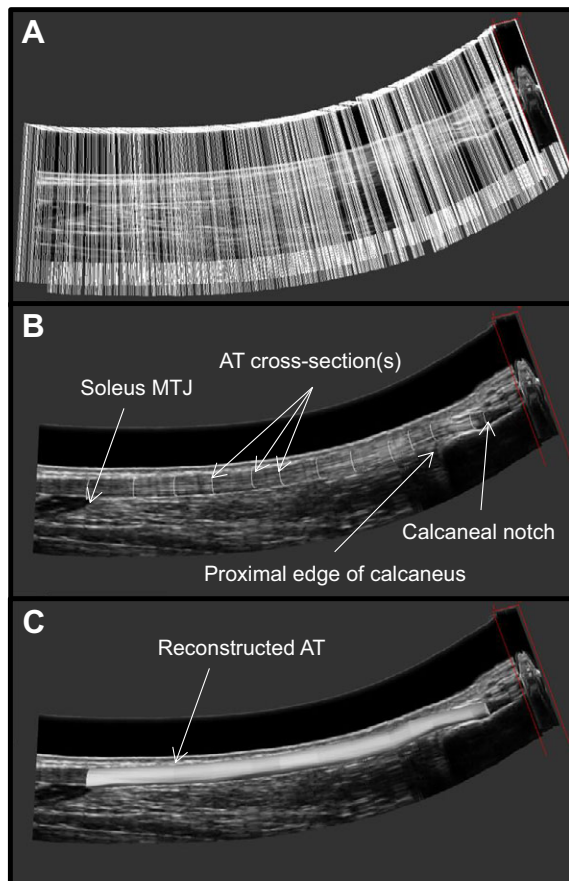 A
B
AT cross-section(s)
Soleus MTJ
Calcaneal notch
Proximal edge of calcaneus
C
Reconstructed AT